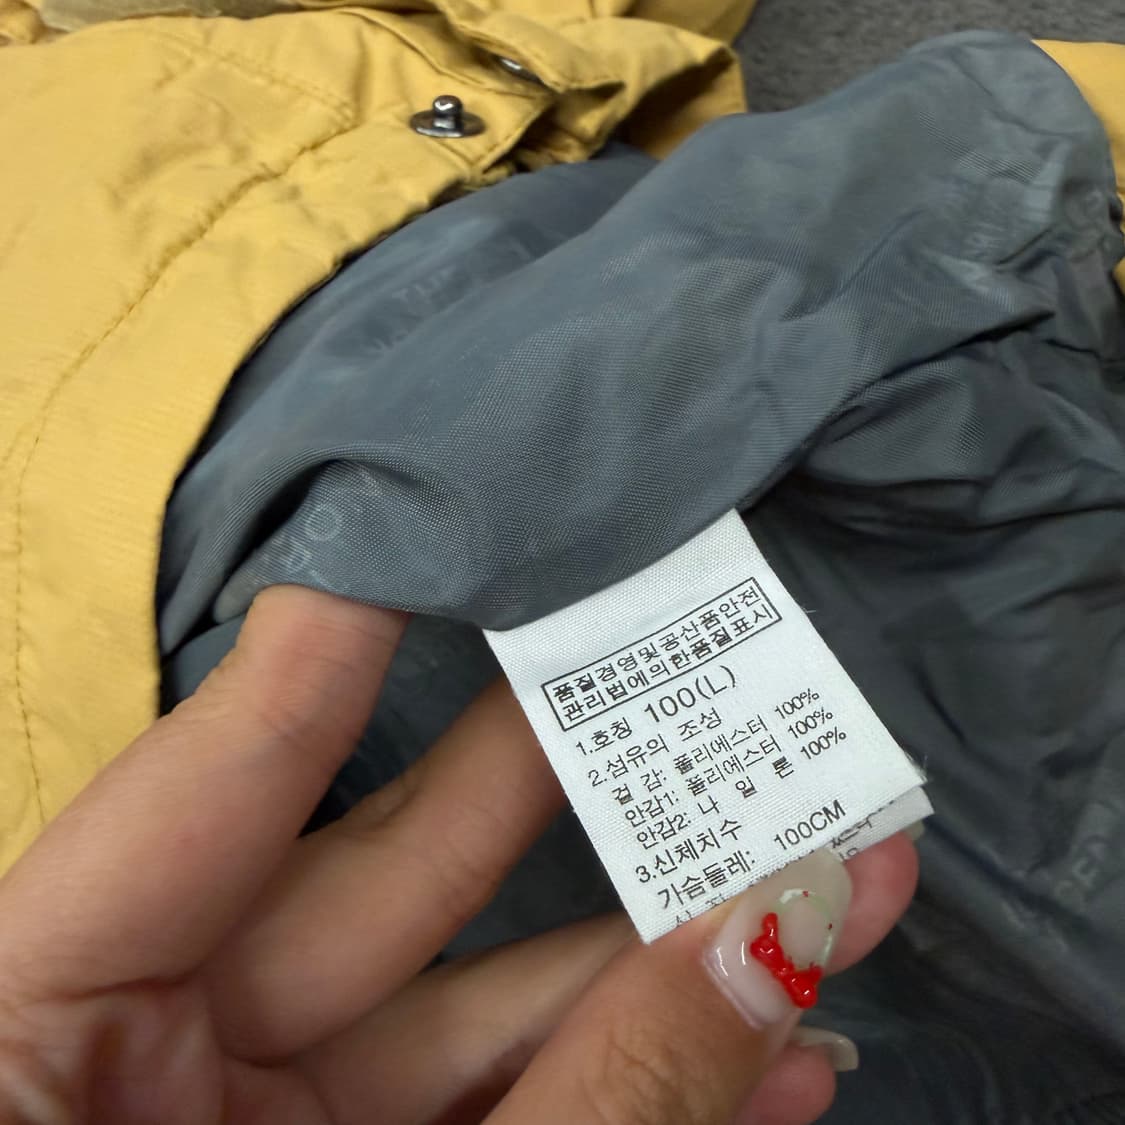 품질경영및공산품안전
관리법에의한품질표시
1.호칭 100(L)
2.섬유의 조성
겉 감: 폴리에스터 100%
안감1: 폴리에스터 100%
안감2: 나 일 론 100%
3.신체치수
가슴둘레: 100CM